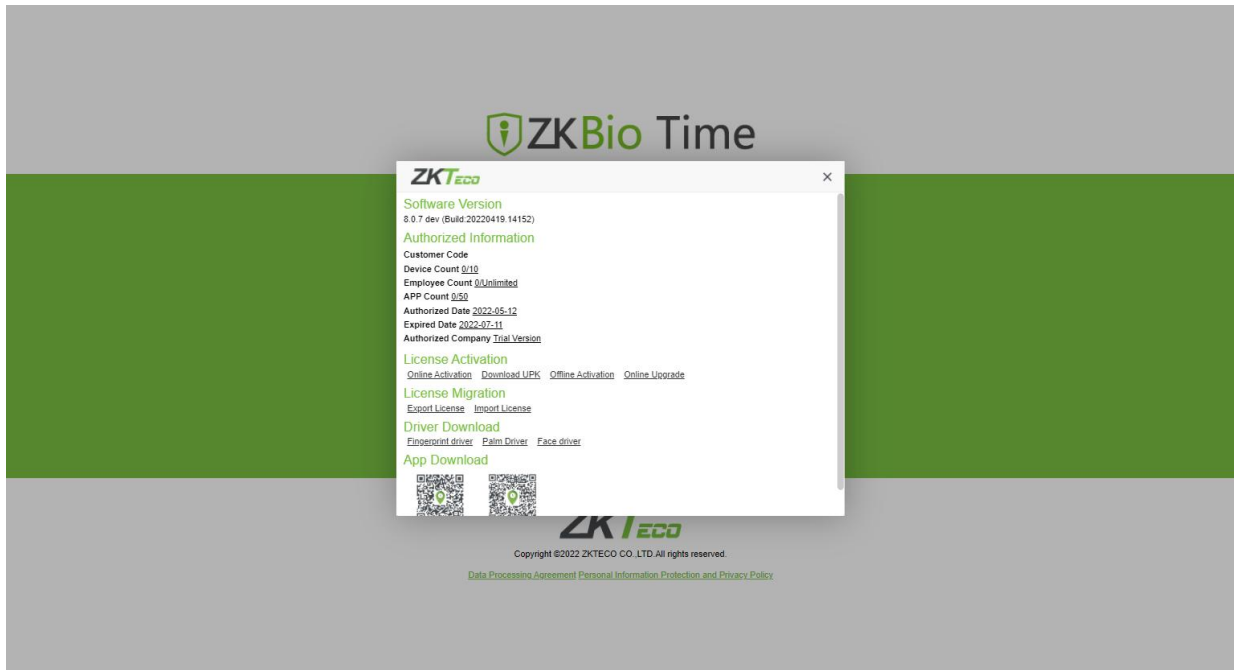 ZKBio Time
ZKTECO
Software Version
8.0.7 dev (Build:20220419.14152)
Authorized Information
Customer Code
Device Count 0/10
Employee Count 0/Unlimited
APP Count 0/50
Authorized Date 2022-05-12
Expired Date 2022-07-11
Authorized Company Trial Version
License Activation
Online Activation Download UPK Offline Activation Online Upgrade
License Migration
Export License Import License
Driver Download
Fingerprint driver Palm Driver Face driver
App Download
ZKTECO
Copyright ©2022 ZKTECO CO.,LTD.All rights reserved.
Data Processing Agreement Personal Information Protection and Privacy Policy